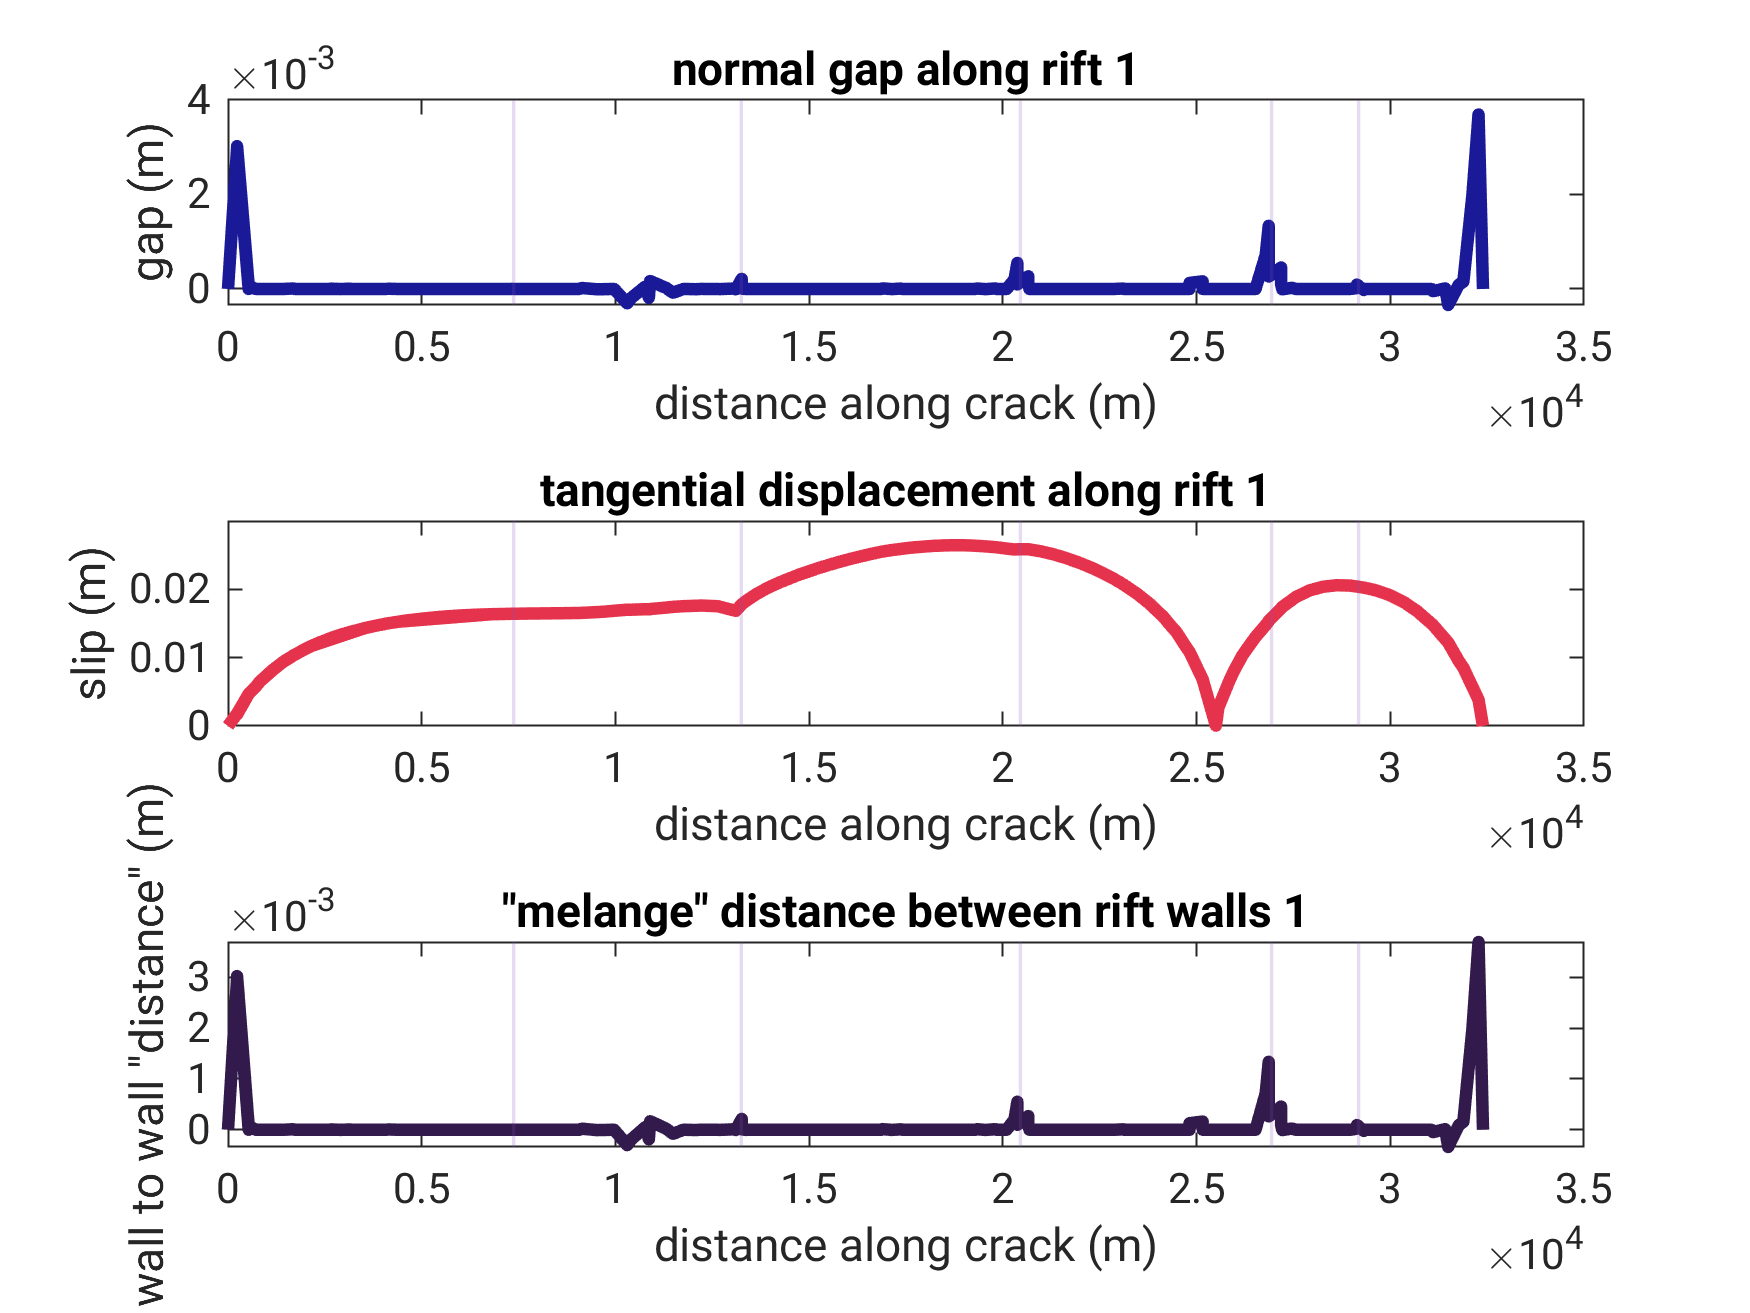 normal gap along rift 1
×10-3
gap (m)
4
2
0
0 0.5 1 1.5 2 2.5 3 3.5
distance along crack (m)
×104
tangential displacement along rift 1
slip (m)
0.02
0.01
0
0 0.5 1 1.5 2 2.5 3 3.5
distance along crack (m)
×104
"melange" distance between rift walls 1
×10-3
wall to wall "distance" (m)
3
2
1
0
0 0.5 1 1.5 2 2.5 3 3.5
distance along crack (m)
×104